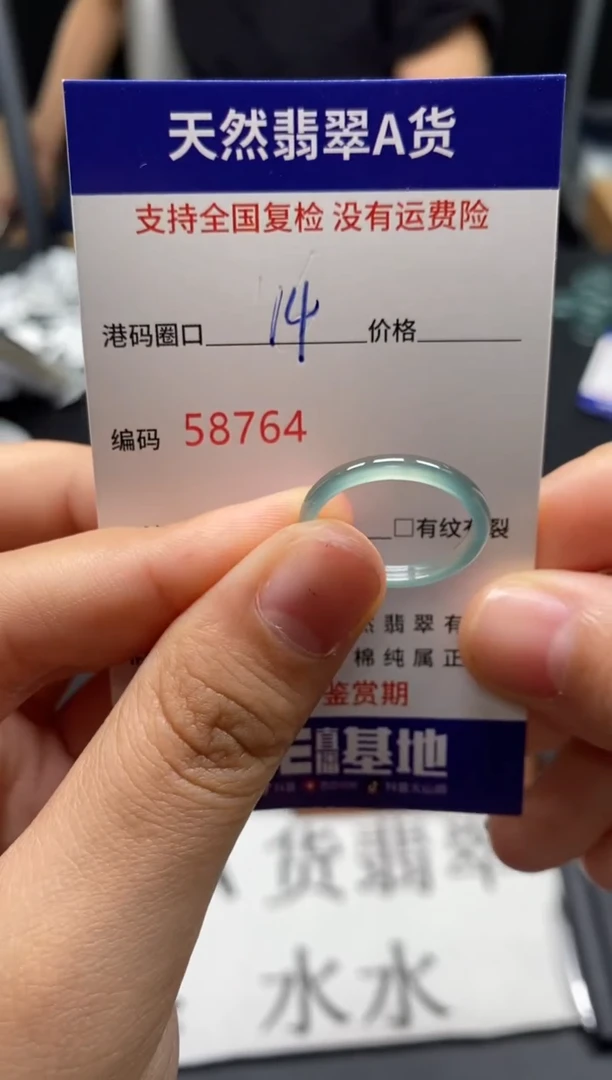 天然翡翠A货
支持全国复检 没有运费险
港码圈口 14 价格
编码 58764
□有纹有裂
然翡翠有
棉纯属正
鉴赏期
直播基地
货翡翠
水水